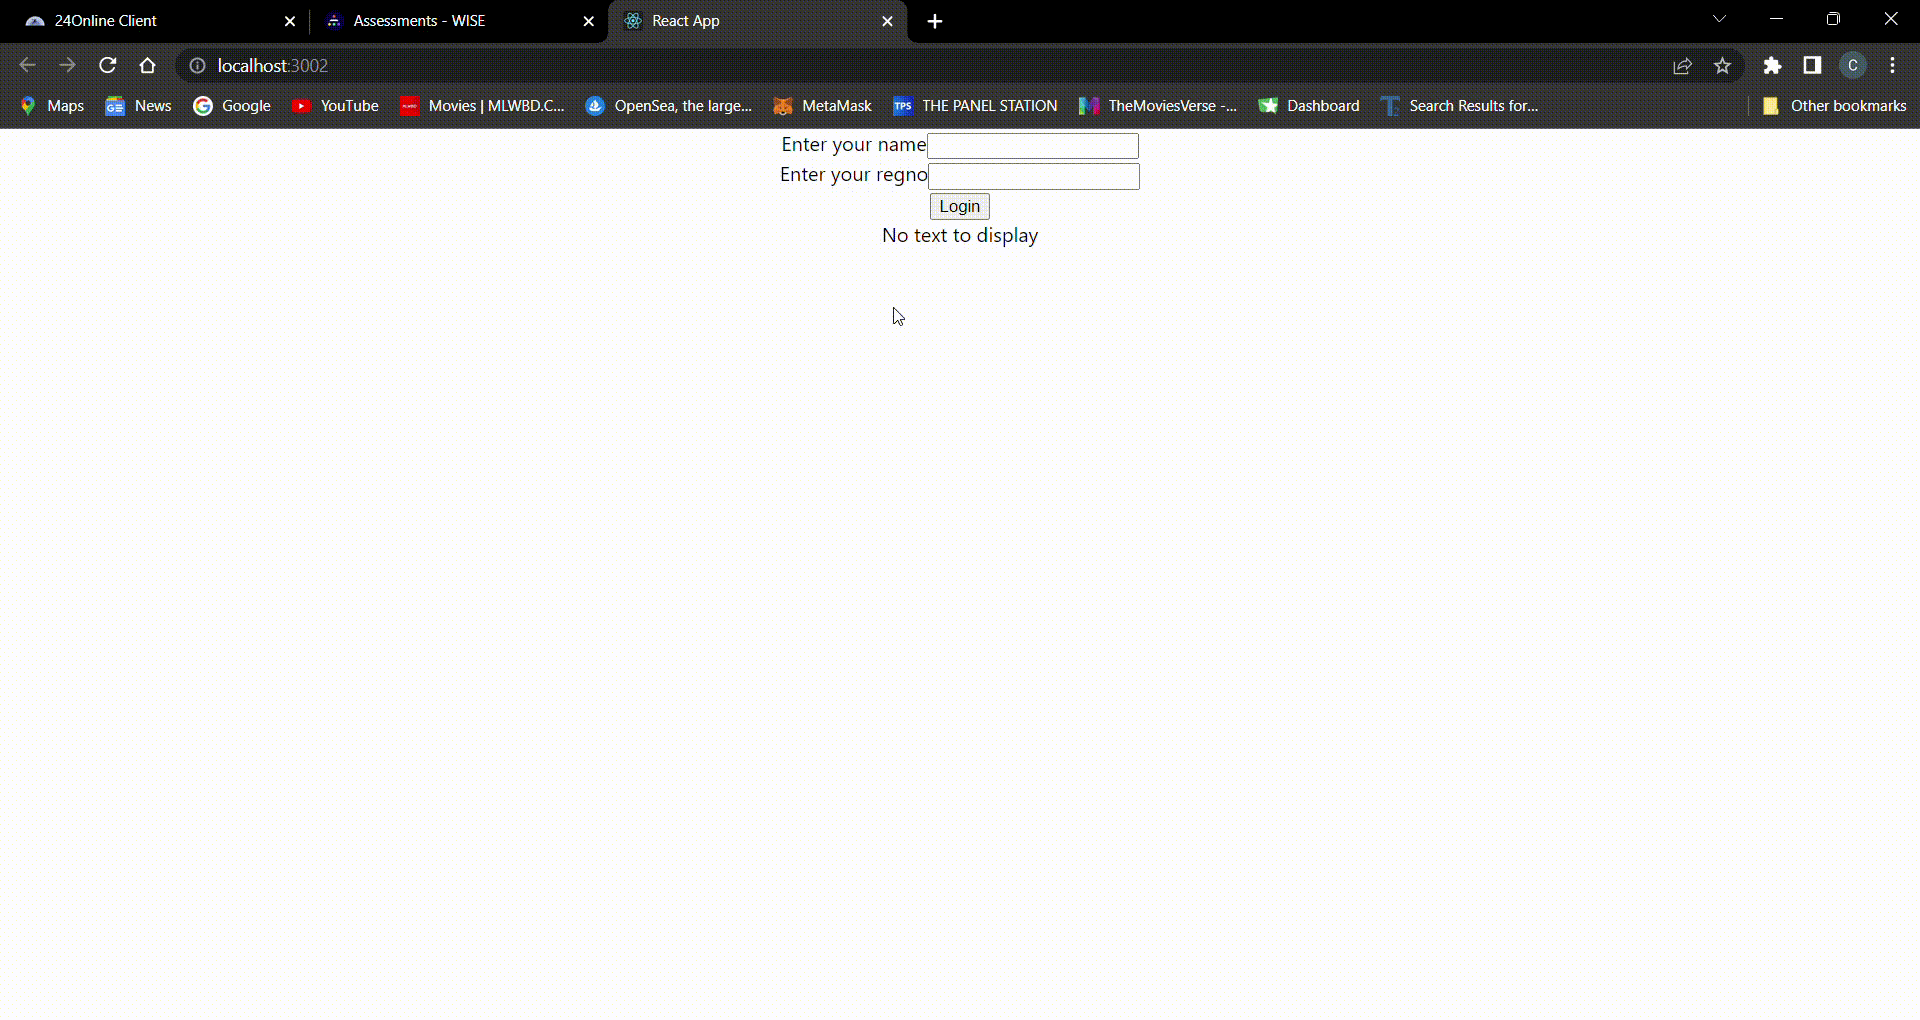 24Online Client
Assessments - WISE
React App
localhost:3002
C
Maps
News
Google
YouTube
Movies | MLWBD.C...
OpenSea, the large...
MetaMask
TPS THE PANEL STATION
TheMoviesVerse -...
Dashboard
Search Results for...
Other bookmarks
Enter your name
Enter your regno
Login
No text to display